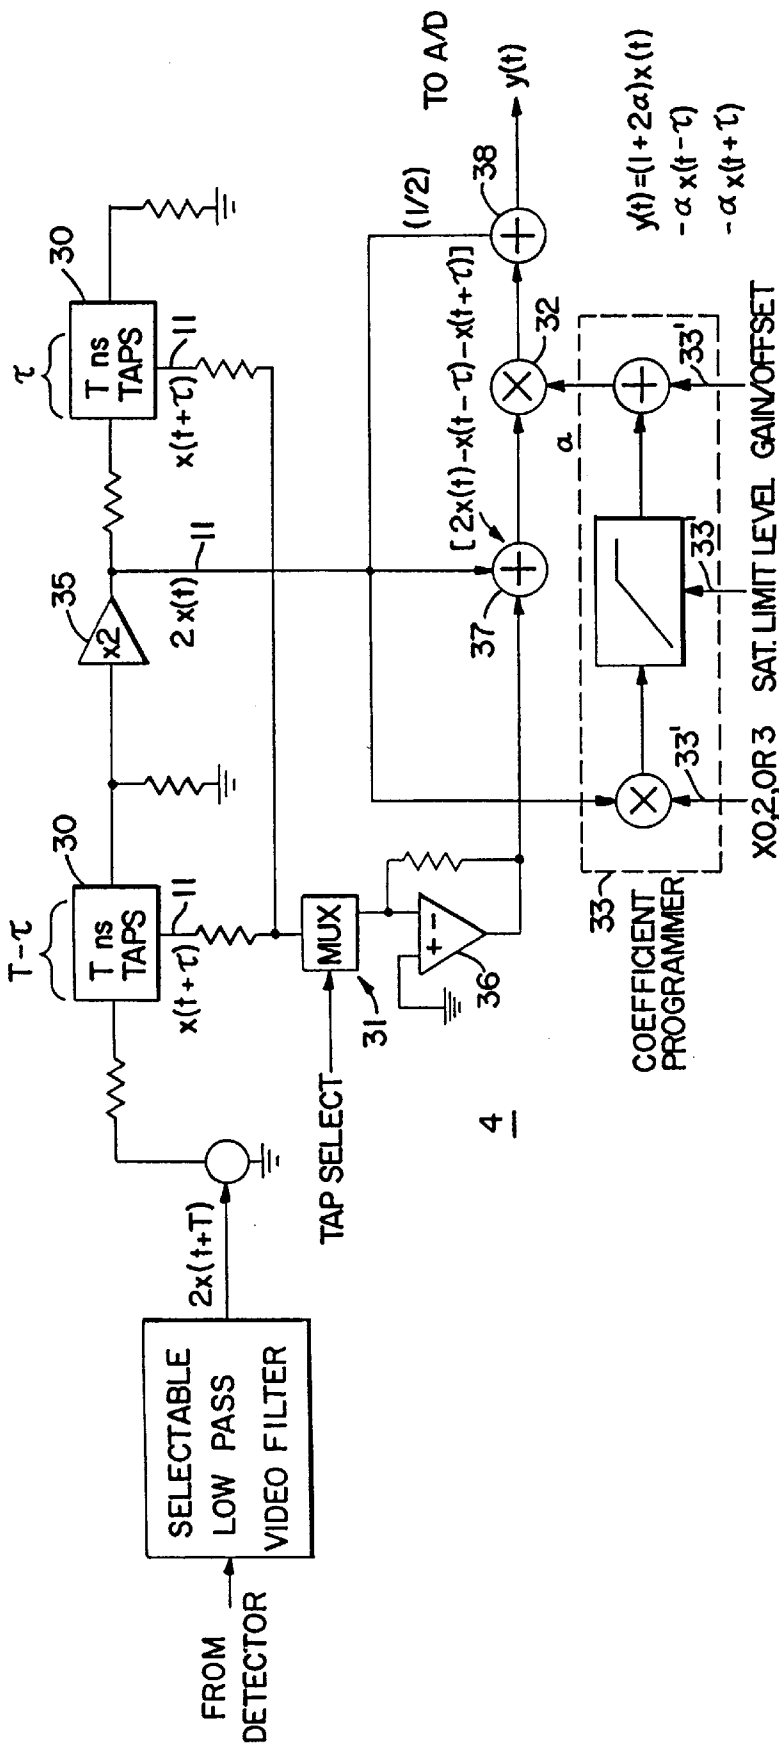 FROM
DETECTOR
SELECTABLE
LOW PASS
VIDEO FILTER
2x(t+T)
T-τ
30
T ns
TAPS
x(t+τ)
11
35
x2
2x(t)
11
τ
30
T ns
TAPS
x(t+τ)
11
TAP SELECT
MUX
31
+
-
36
37
+
[2x(t)-x(t-τ)-x(t+τ)]
×
32
(1/2)
+
38
TO A/D
y(t)
4
33
COEFFICIENT
PROGRAMMER
×
33'
33'
+
33'
α
X0,2,OR 3
SAT. LIMIT LEVEL
GAIN/OFFSET
y(t)=(1+2α)x(t)
-αx(t-τ)
-αx(t+τ)